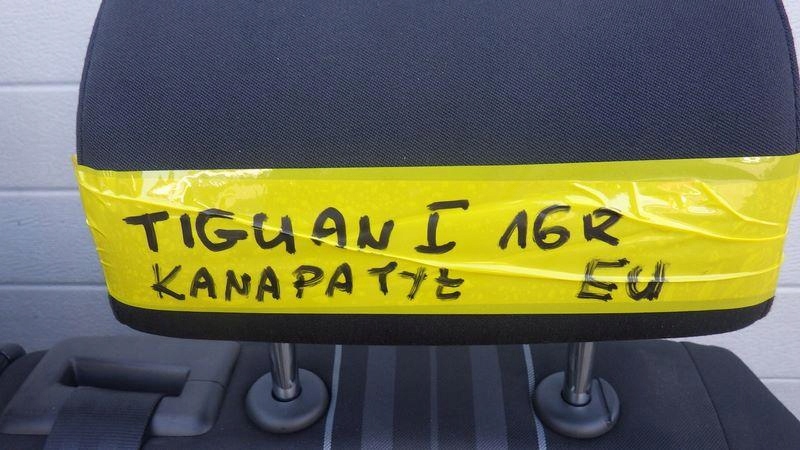 TIGUAN I 16R
KANAPA TYŁ EU